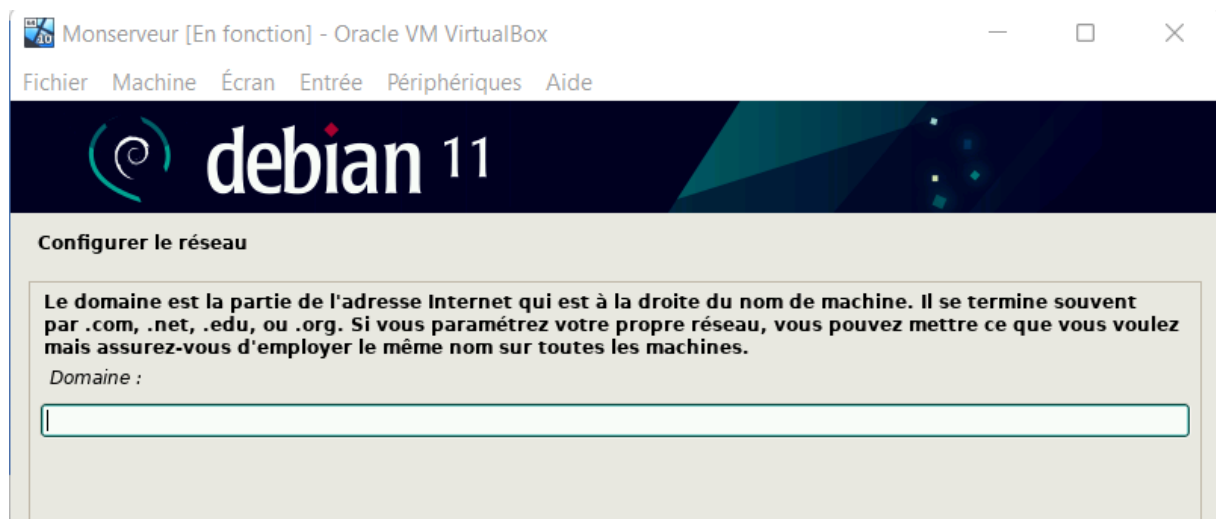 Monserveur [En fonction] - Oracle VM VirtualBox
Fichier Machine Écran Entrée Périphériques Aide
debian 11
Configurer le réseau
Le domaine est la partie de l'adresse Internet qui est à la droite du nom de machine. Il se termine souvent
par .com, .net, .edu, ou .org. Si vous paramétrez votre propre réseau, vous pouvez mettre ce que vous voulez
mais assurez-vous d'employer le même nom sur toutes les machines.
Domaine :